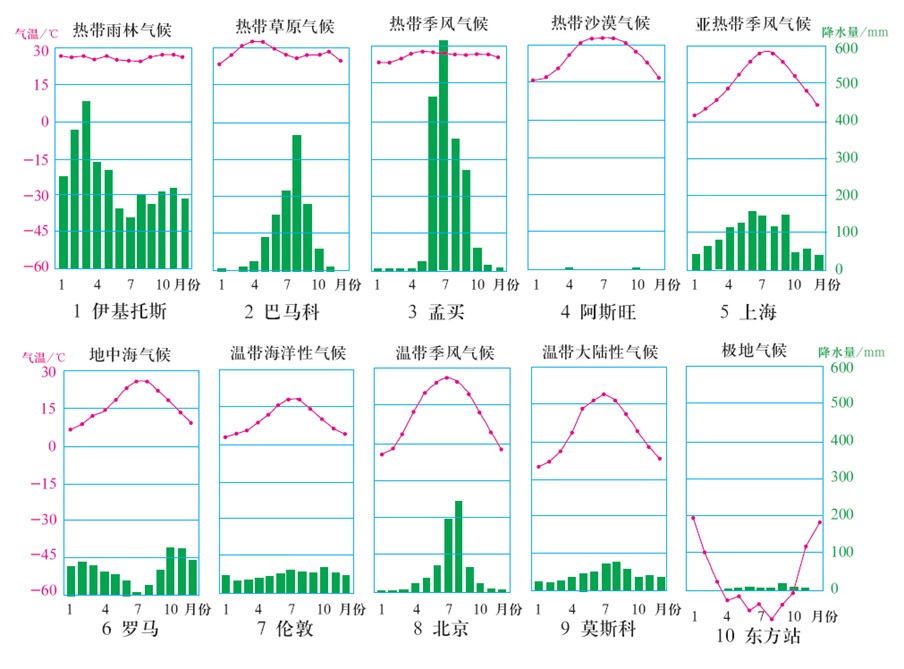 热带雨林气候 热带草原气候 热带季风气候 热带沙漠气候 亚热带季风气候
气温/℃ 降水量/mm
30 600
15 500
0 400
−15 300
−30 200
−45 100
−60 0
1 4 7 10 月份 1 4 7 10 月份 1 4 7 10 月份 1 4 7 10 月份 1 4 7 10 月份
1 伊基托斯 2 巴马科 3 孟买 4 阿斯旺 5 上海
地中海气候 温带海洋性气候 温带季风气候 温带大陆性气候 极地气候
气温/℃ 降水量/mm
30 600
15 500
0 400
−15 300
−30 200
−45 100
−60 0
1 4 7 10 月份 1 4 7 10 月份 1 4 7 10 月份 1 4 7 10 月份 1 4 7 10 月份
6 罗马 7 伦敦 8 北京 9 莫斯科 10 东方站